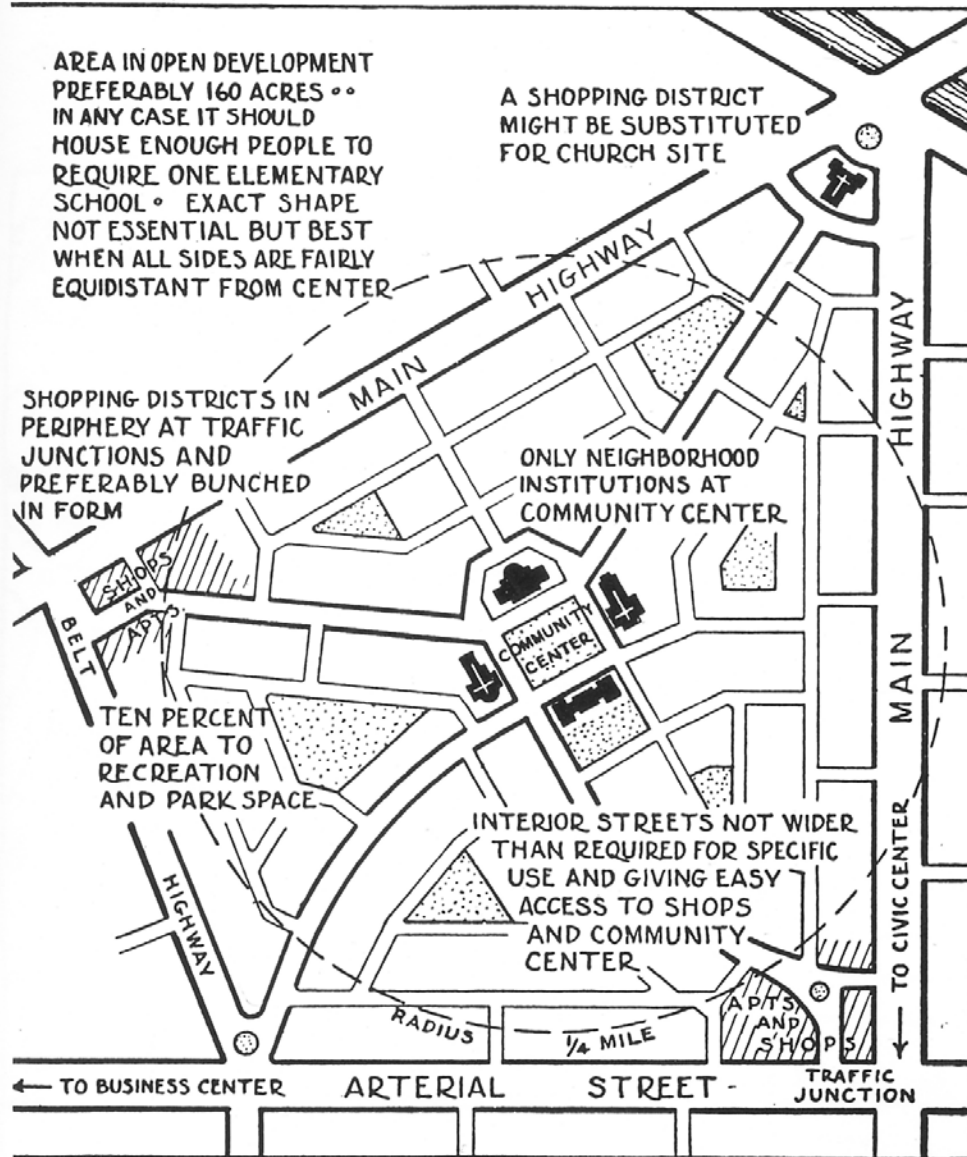 AREA IN OPEN DEVELOPMENT
PREFERABLY 160 ACRES ••
IN ANY CASE IT SHOULD
HOUSE ENOUGH PEOPLE TO
REQUIRE ONE ELEMENTARY
SCHOOL • EXACT SHAPE
NOT ESSENTIAL BUT BEST
WHEN ALL SIDES ARE FAIRLY
EQUIDISTANT FROM CENTER
A SHOPPING DISTRICT
MIGHT BE SUBSTITUTED
FOR CHURCH SITE
MAIN HIGHWAY
SHOPPING DISTRICTS IN
PERIPHERY AT TRAFFIC
JUNCTIONS AND
PREFERABLY BUNCHED
IN FORM
ONLY NEIGHBORHOOD
INSTITUTIONS AT
COMMUNITY CENTER
MAIN HIGHWAY
SHOPS
AND
APTS.
COMMUNITY
CENTER
BELT HIGHWAY
TEN PERCENT
OF AREA TO
RECREATION
AND PARK SPACE
INTERIOR STREETS NOT WIDER
THAN REQUIRED FOR SPECIFIC
USE AND GIVING EASY
ACCESS TO SHOPS
AND COMMUNITY
CENTER
TO CIVIC CENTER
APTS
AND
SHOPS
RADIUS 1/4 MILE
← TO BUSINESS CENTER
ARTERIAL STREET -
TRAFFIC
JUNCTION